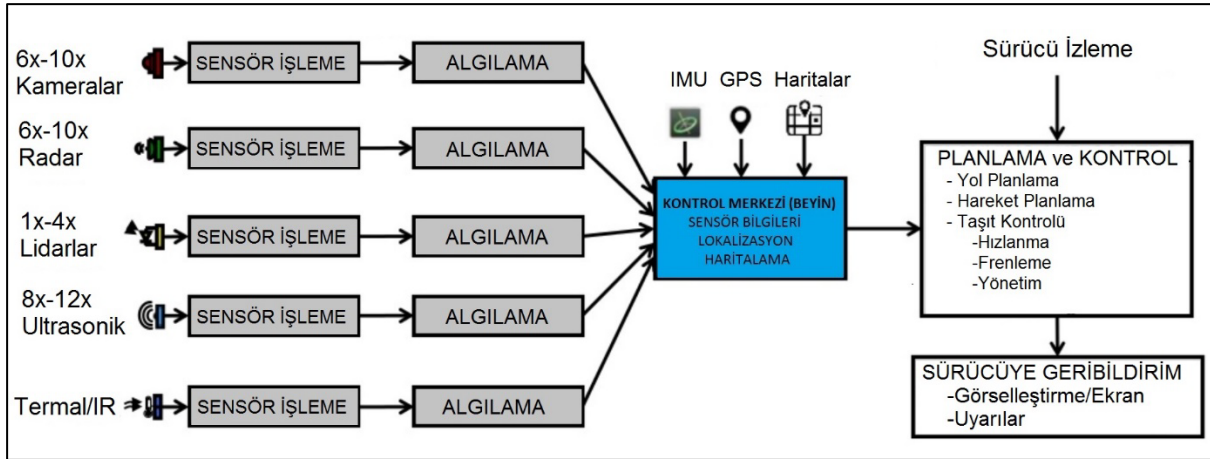 6x-10x
Kameralar
SENSÖR İŞLEME
ALGILAMA
6x-10x
Radar
SENSÖR İŞLEME
ALGILAMA
1x-4x
Lidarlar
SENSÖR İŞLEME
ALGILAMA
8x-12x
Ultrasonik
SENSÖR İŞLEME
ALGILAMA
Termal/IR
SENSÖR İŞLEME
ALGILAMA
IMU
GPS
Haritalar
KONTROL MERKEZİ (BEYİN)
SENSÖR BİLGİLERİ
LOKALİZASYON
HARİTALAMA
Sürücü İzleme
PLANLAMA ve KONTROL
- Yol Planlama
- Hareket Planlama
- Taşıt Kontrolü
-Hızlanma
-Frenleme
-Yönetim
SÜRÜCÜYE GERİBİLDİRİM
-Görselleştirme/Ekran
-Uyarılar